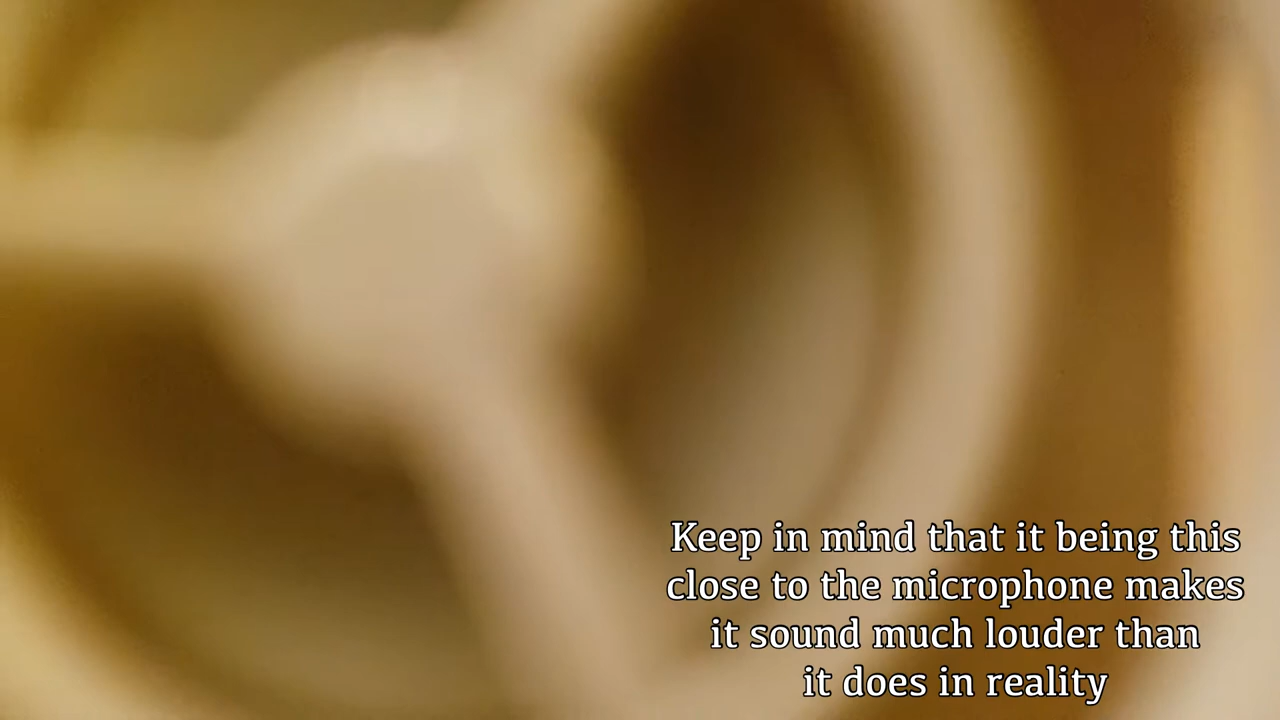 Keep in mind that it being this
close to the microphone makes
it sound much louder than
it does in reality